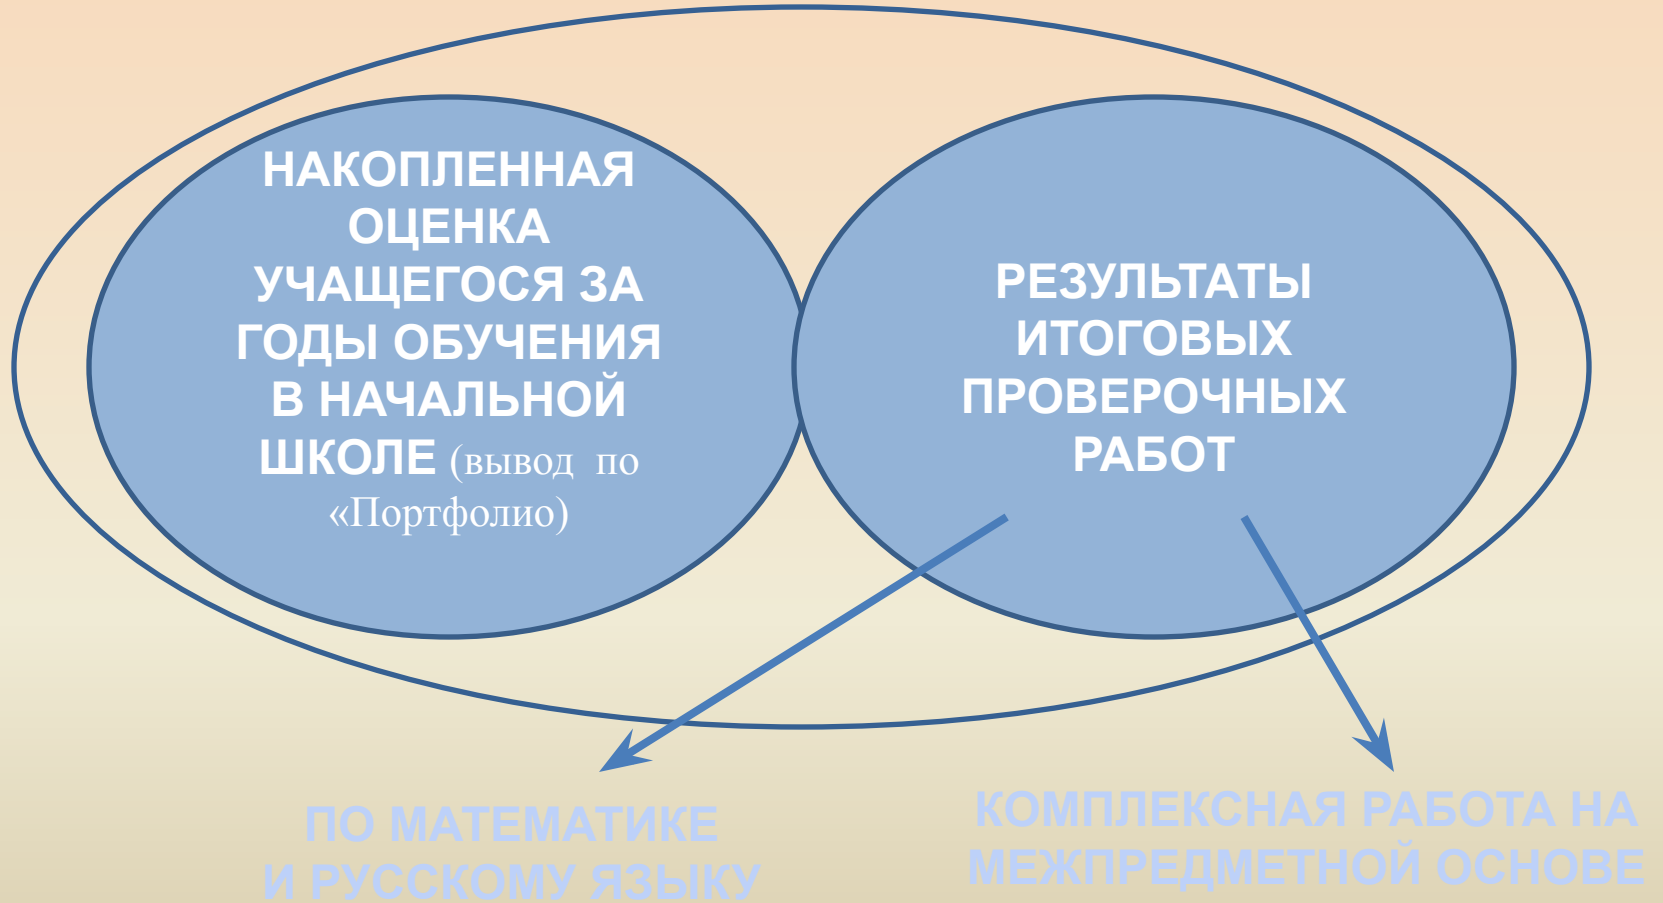 НАКОПЛЕННАЯ
ОЦЕНКА
УЧАЩЕГОСЯ ЗА
ГОДЫ ОБУЧЕНИЯ
В НАЧАЛЬНОЙ
ШКОЛЕ (вывод по
«Портфолио)
РЕЗУЛЬТАТЫ
ИТОГОВЫХ
ПРОВЕРОЧНЫХ
РАБОТ
ПО МАТЕМАТИКЕ
И РУССКОМУ ЯЗЫКУ
КОМПЛЕКСНАЯ РАБОТА НА
МЕЖПРЕДМЕТНОЙ ОСНОВЕ